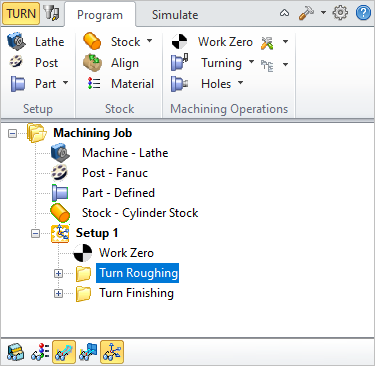 TURN Program Simulate
Lathe Stock Work Zero
Post Align Turning
Part Material Holes
Setup Stock Machining Operations
Machining Job
Machine - Lathe
Post - Fanuc
Part - Defined
Stock - Cylinder Stock
Setup 1
Work Zero
Turn Roughing
Turn Finishing